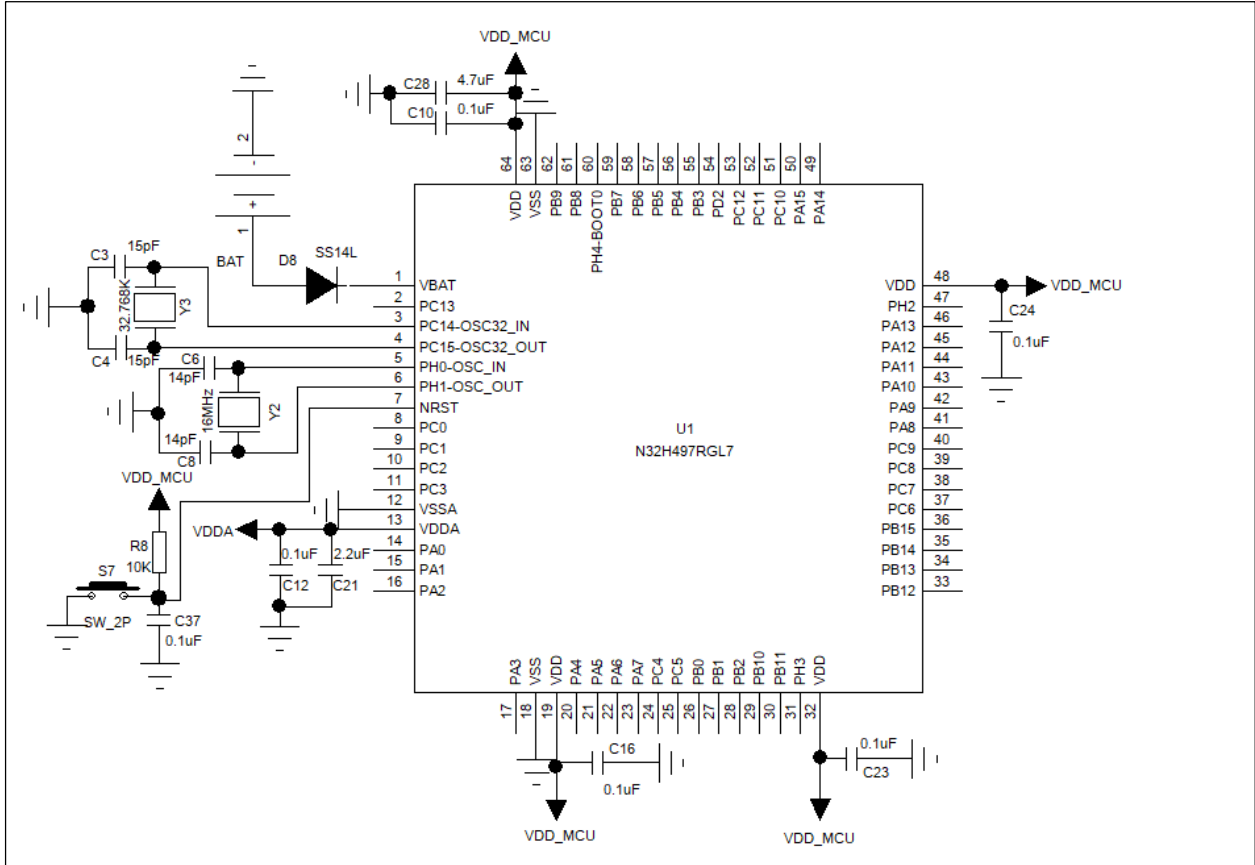 VDD_MCU
C28 4.7uF
C10 0.1uF
2
-
+
1
BAT
D8 SS14L
64 63 62 61 60 59 58 57 56 55 54 53 52 51 50 49
VDD VSS PB9 PB8 PH4-BOOT0 PB7 PB6 PB5 PB4 PB3 PD2 PC12 PC11 PC10 PA15 PA14
C3 15pF
32.768K Y3
C4 15pF
C6
14pF
16MHz Y2
14pF
C8
1 VBAT
2 PC13
3 PC14-OSC32_IN
4 PC15-OSC32_OUT
5 PH0-OSC_IN
6 PH1-OSC_OUT
7 NRST
8 PC0
9 PC1
10 PC2
11 PC3
12 VSSA
13 VDDA
14 PA0
15 PA1
16 PA2
U1
N32H497RGL7
VDD 48
PH2 47
PA13 46
PA12 45
PA11 44
PA10 43
PA9 42
PA8 41
PC9 40
PC8 39
PC7 38
PC6 37
PB15 36
PB14 35
PB13 34
PB12 33
VDD_MCU
C24
0.1uF
VDD_MCU
R8
10K
S7
SW_2P
C37
0.1uF
VDDA
0.1uF 2.2uF
C12 C21
PA3 VSS VDD PA4 PA5 PA6 PA7 PC4 PC5 PB0 PB1 PB2 PB10 PB11 PH3 VDD
17 18 19 20 21 22 23 24 25 26 27 28 29 30 31 32
C16
0.1uF
VDD_MCU
0.1uF
C23
VDD_MCU